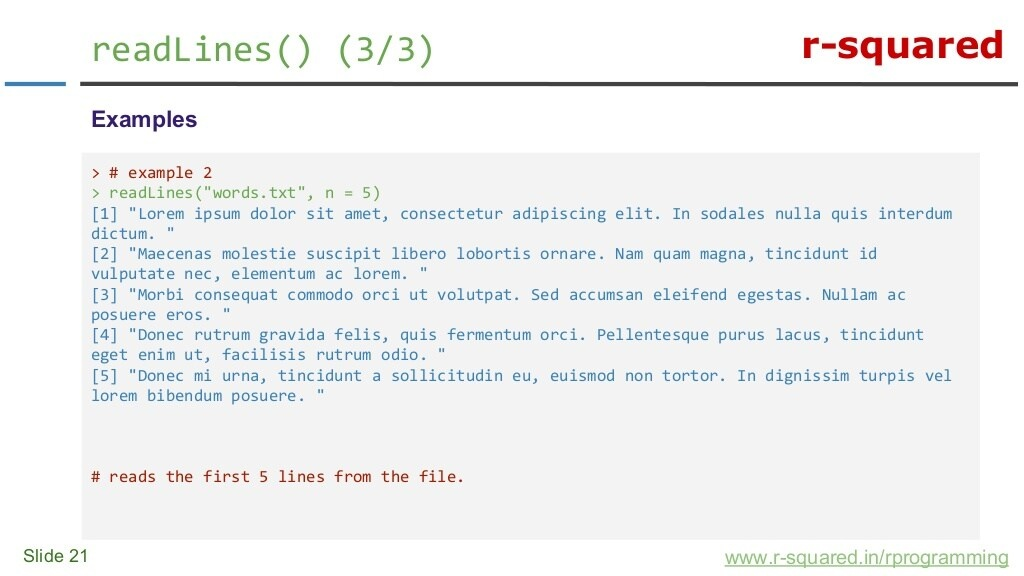 readLines() (3/3)
r-squared
Examples
> # example 2
> readLines("words.txt", n = 5)
[1] "Lorem ipsum dolor sit amet, consectetur adipiscing elit. In sodales nulla quis interdum
dictum. "
[2] "Maecenas molestie suscipit libero lobortis ornare. Nam quam magna, tincidunt id
vulputate nec, elementum ac lorem. "
[3] "Morbi consequat commodo orci ut volutpat. Sed accumsan eleifend egestas. Nullam ac
posuere eros. "
[4] "Donec rutrum gravida felis, quis fermentum orci. Pellentesque purus lacus, tincidunt
eget enim ut, facilisis rutrum odio. "
[5] "Donec mi urna, tincidunt a sollicitudin eu, euismod non tortor. In dignissim turpis vel
lorem bibendum posuere. "
# reads the first 5 lines from the file.
Slide 21
www.r-squared.in/rprogramming